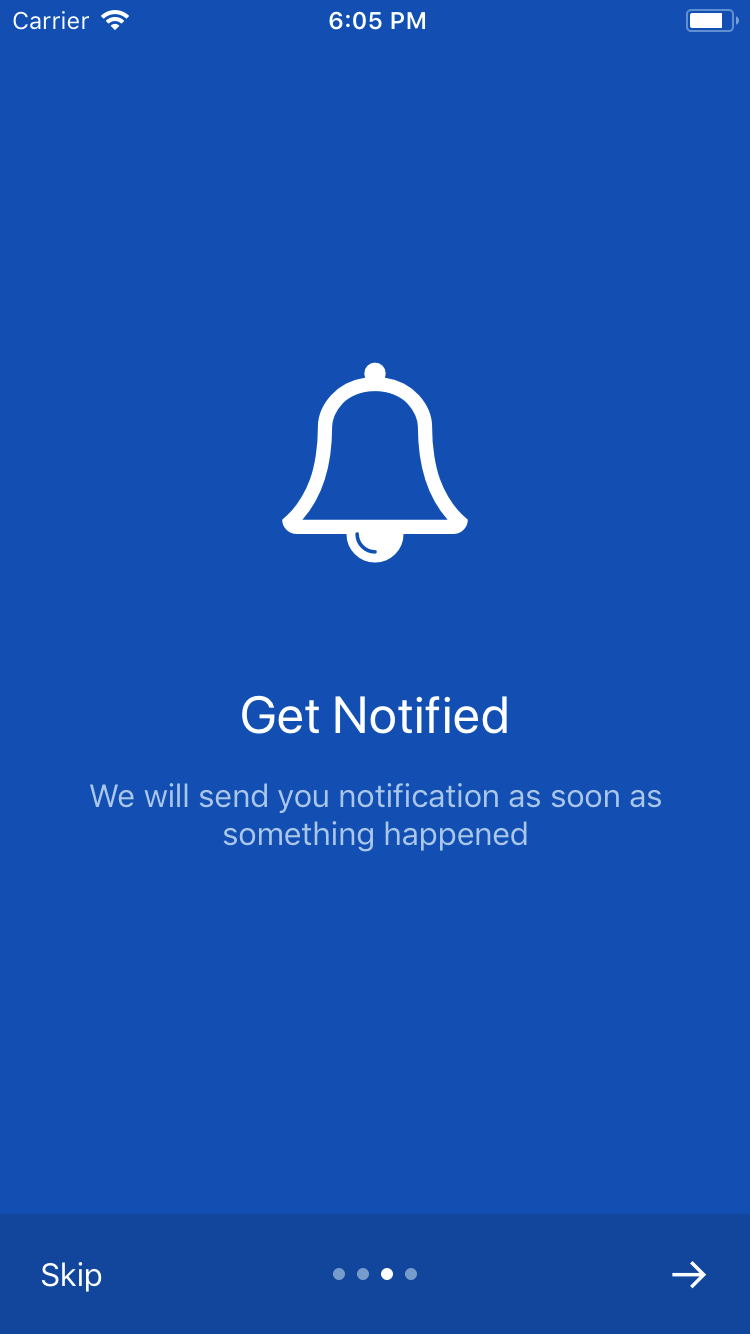 Carrier 6:05 PM
Get Notified
We will send you notification as soon as
something happened
Skip